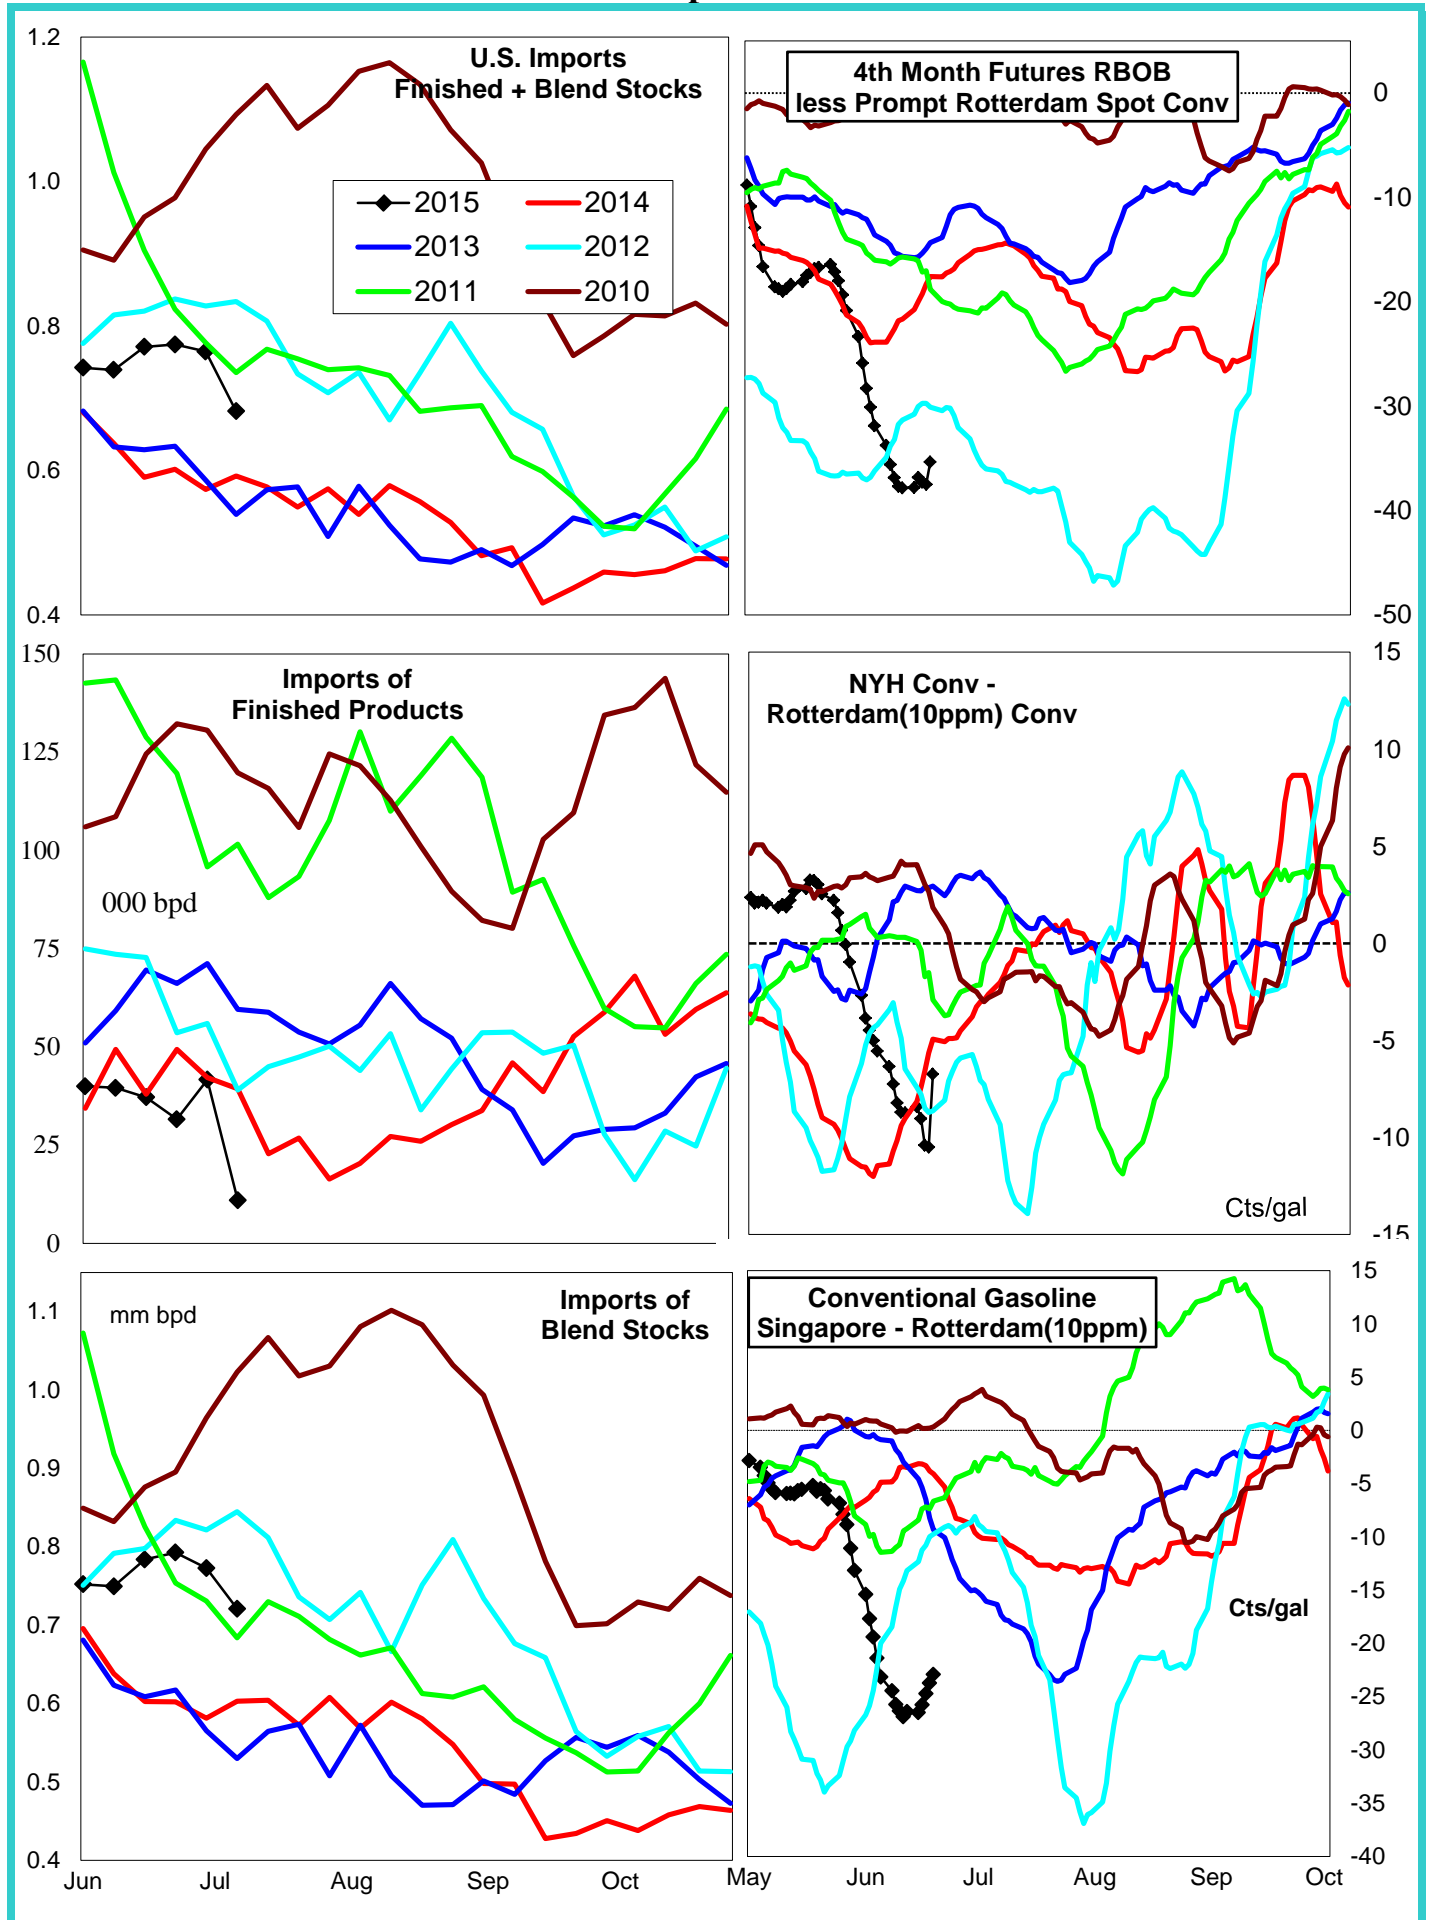 U.S. Imports
Finished + Blend Stocks
1.2
1.0
0.8
0.6
0.4
2015
2014
2013
2012
2011
2010
4th Month Futures RBOB
less Prompt Rotterdam Spot Conv
0
-10
-20
-30
-40
-50
Imports of
Finished Products
150
125
100
000 bpd
75
50
25
0
NYH Conv -
Rotterdam(10ppm) Conv
15
10
5
0
-5
-10
Cts/gal
-15
Imports of
Blend Stocks
mm bpd
1.1
1.0
0.9
0.8
0.7
0.6
0.5
0.4
Jun
Jul
Aug
Sep
Oct
Conventional Gasoline
Singapore - Rotterdam(10ppm)
15
10
5
0
-5
-10
-15
Cts/gal
-20
-25
-30
-35
-40
May
Jun
Jul
Aug
Sep
Oct